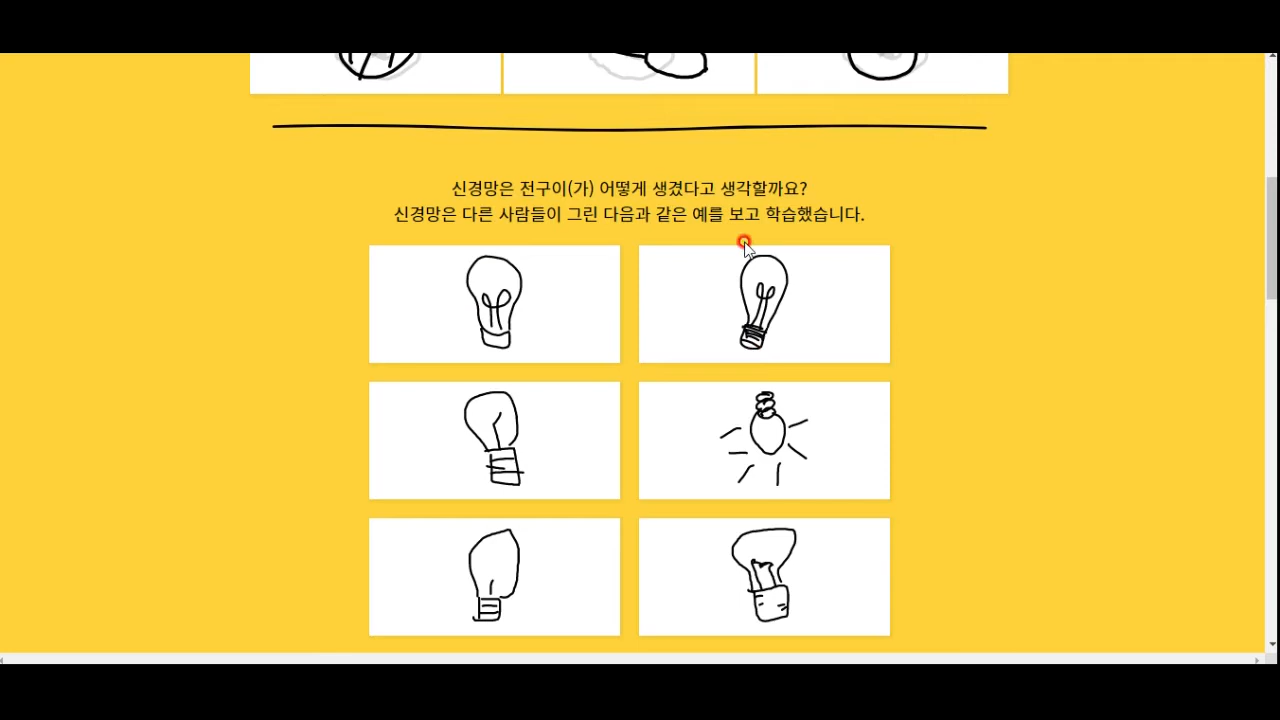 신경망은 전구이(가) 어떻게 생겼다고 생각할까요?
신경망은 다른 사람들이 그린 다음과 같은 예를 보고 학습했습니다.